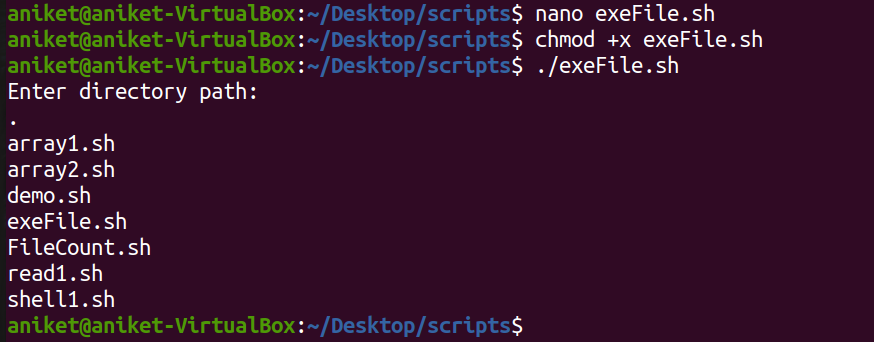 aniket@aniket-VirtualBox:~/Desktop/scripts$ nano exeFile.sh
aniket@aniket-VirtualBox:~/Desktop/scripts$ chmod +x exeFile.sh
aniket@aniket-VirtualBox:~/Desktop/scripts$ ./exeFile.sh
Enter directory path:
.
array1.sh
array2.sh
demo.sh
exeFile.sh
FileCount.sh
read1.sh
shell1.sh
aniket@aniket-VirtualBox:~/Desktop/scripts$